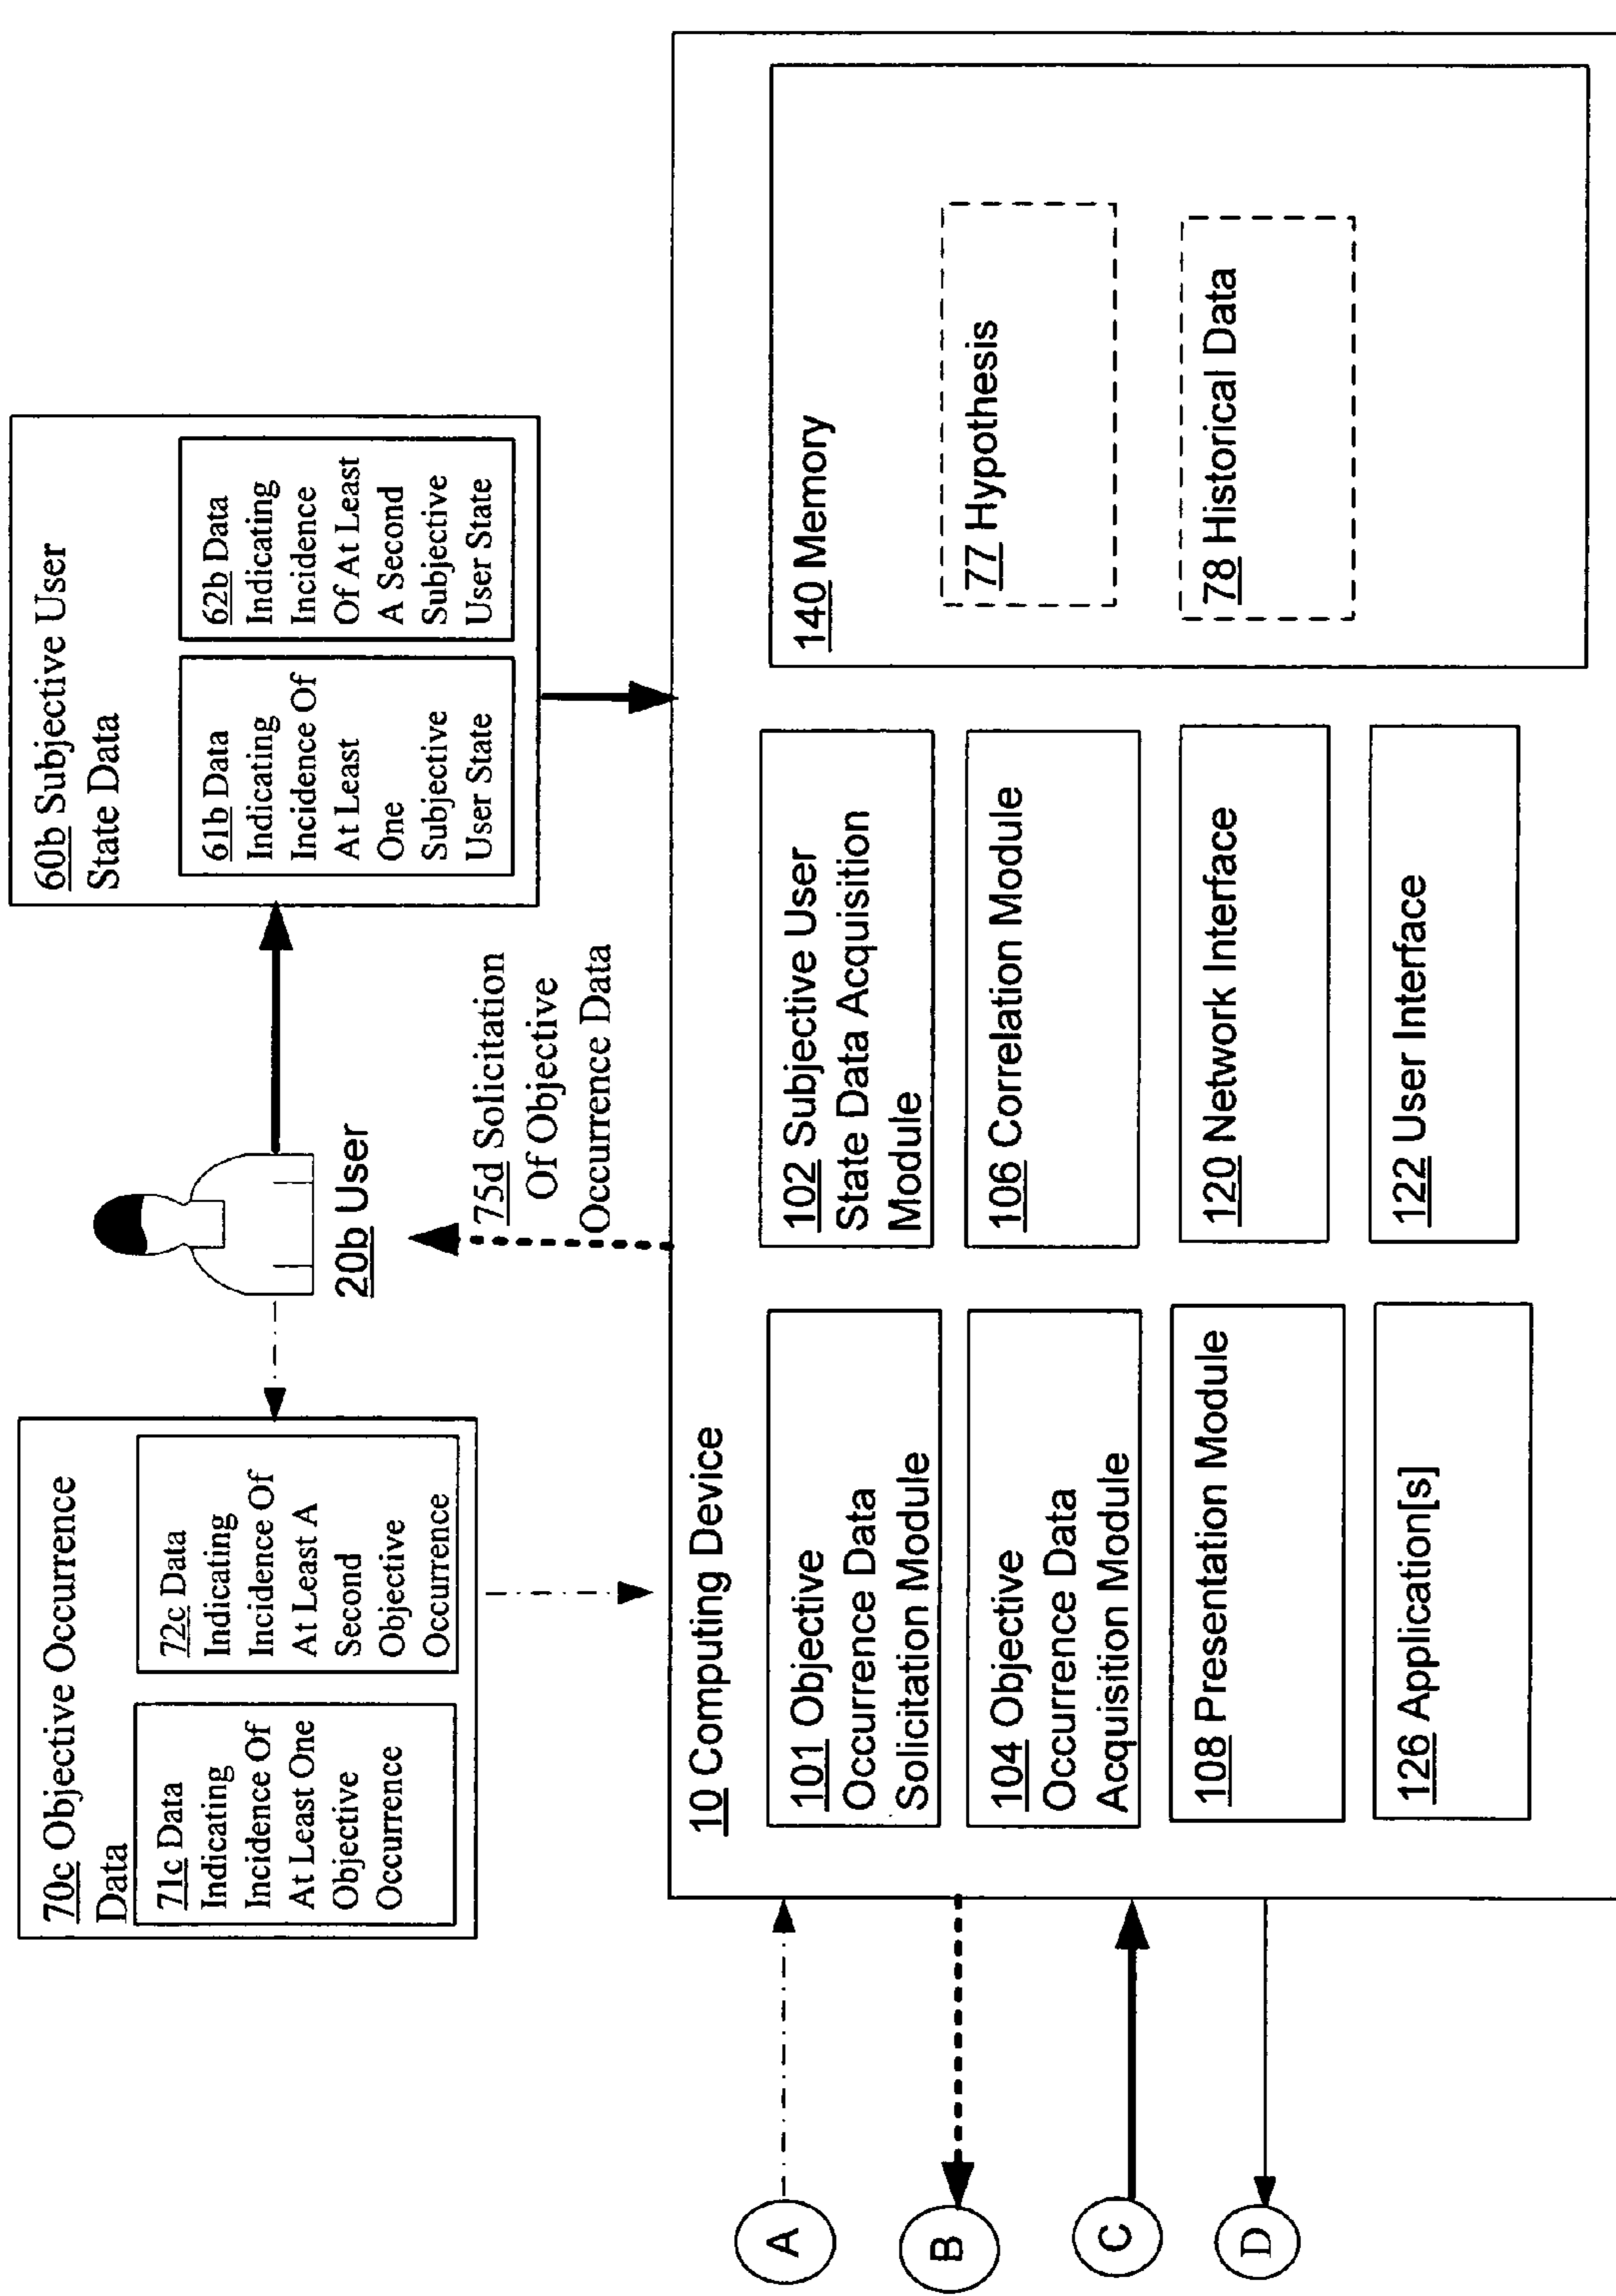 70c Objective Occurrence
Data
71c Data
Indicating
Incidence Of
At Least One
Objective
Occurrence
72c Data
Indicating
Incidence Of
At Least A
Second
Objective
Occurrence
20b User
60b Subjective User
State Data
61b Data
Indicating
Incidence Of
At Least
One
Subjective
User State
62b Data
Indicating
Incidence
Of At Least
A Second
Subjective
User State
75d Solicitation
Of Objective
Occurrence Data
10 Computing Device
101 Objective
Occurrence Data
Solicitation Module
102 Subjective User
State Data Acquisition
Module
104 Objective
Occurrence Data
Acquisition Module
106 Correlation Module
108 Presentation Module
120 Network Interface
126 Application[s]
122 User Interface
140 Memory
77 Hypothesis
78 Historical Data
A
B
C
D